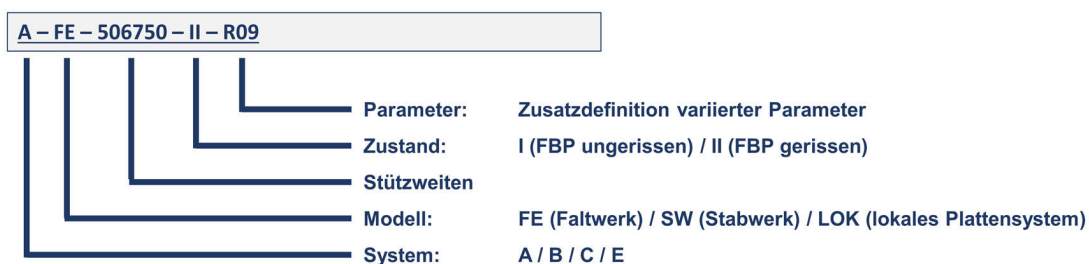 A – FE – 506750 – II – R09
Parameter: Zusatzdefinition variierter Parameter
Zustand: I (FBP ungerissen) / II (FBP gerissen)
Stützweiten
Modell: FE (Faltwerk) / SW (Stabwerk) / LOK (lokales Plattensystem)
System: A / B / C / E